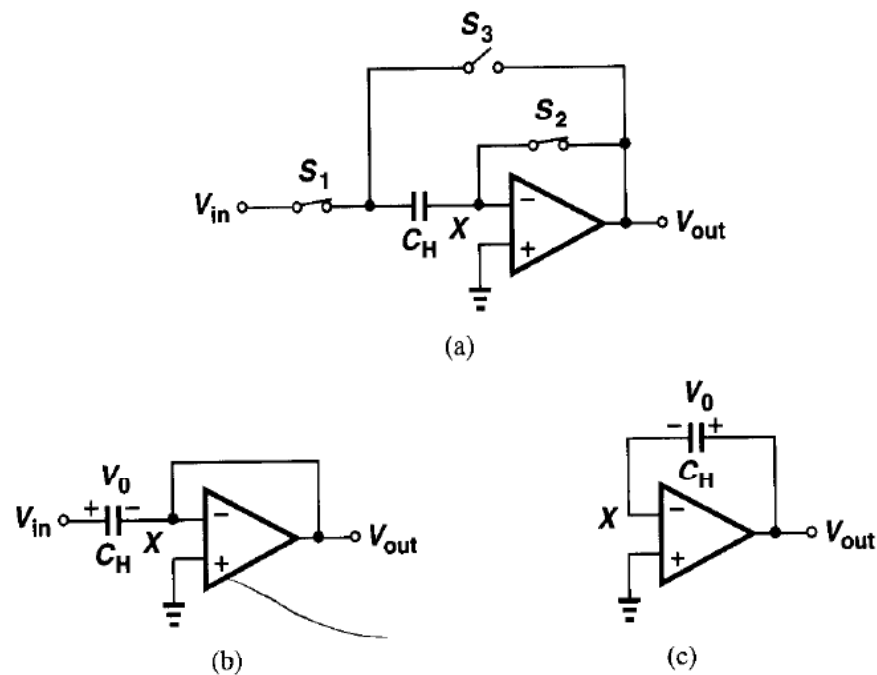 S3
S2
S1
Vin
CH
X
−
+
Vout
(a)
V0
+ −
Vin
CH
X
−
+
Vout
(b)
V0
− +
CH
X
−
+
Vout
(c)